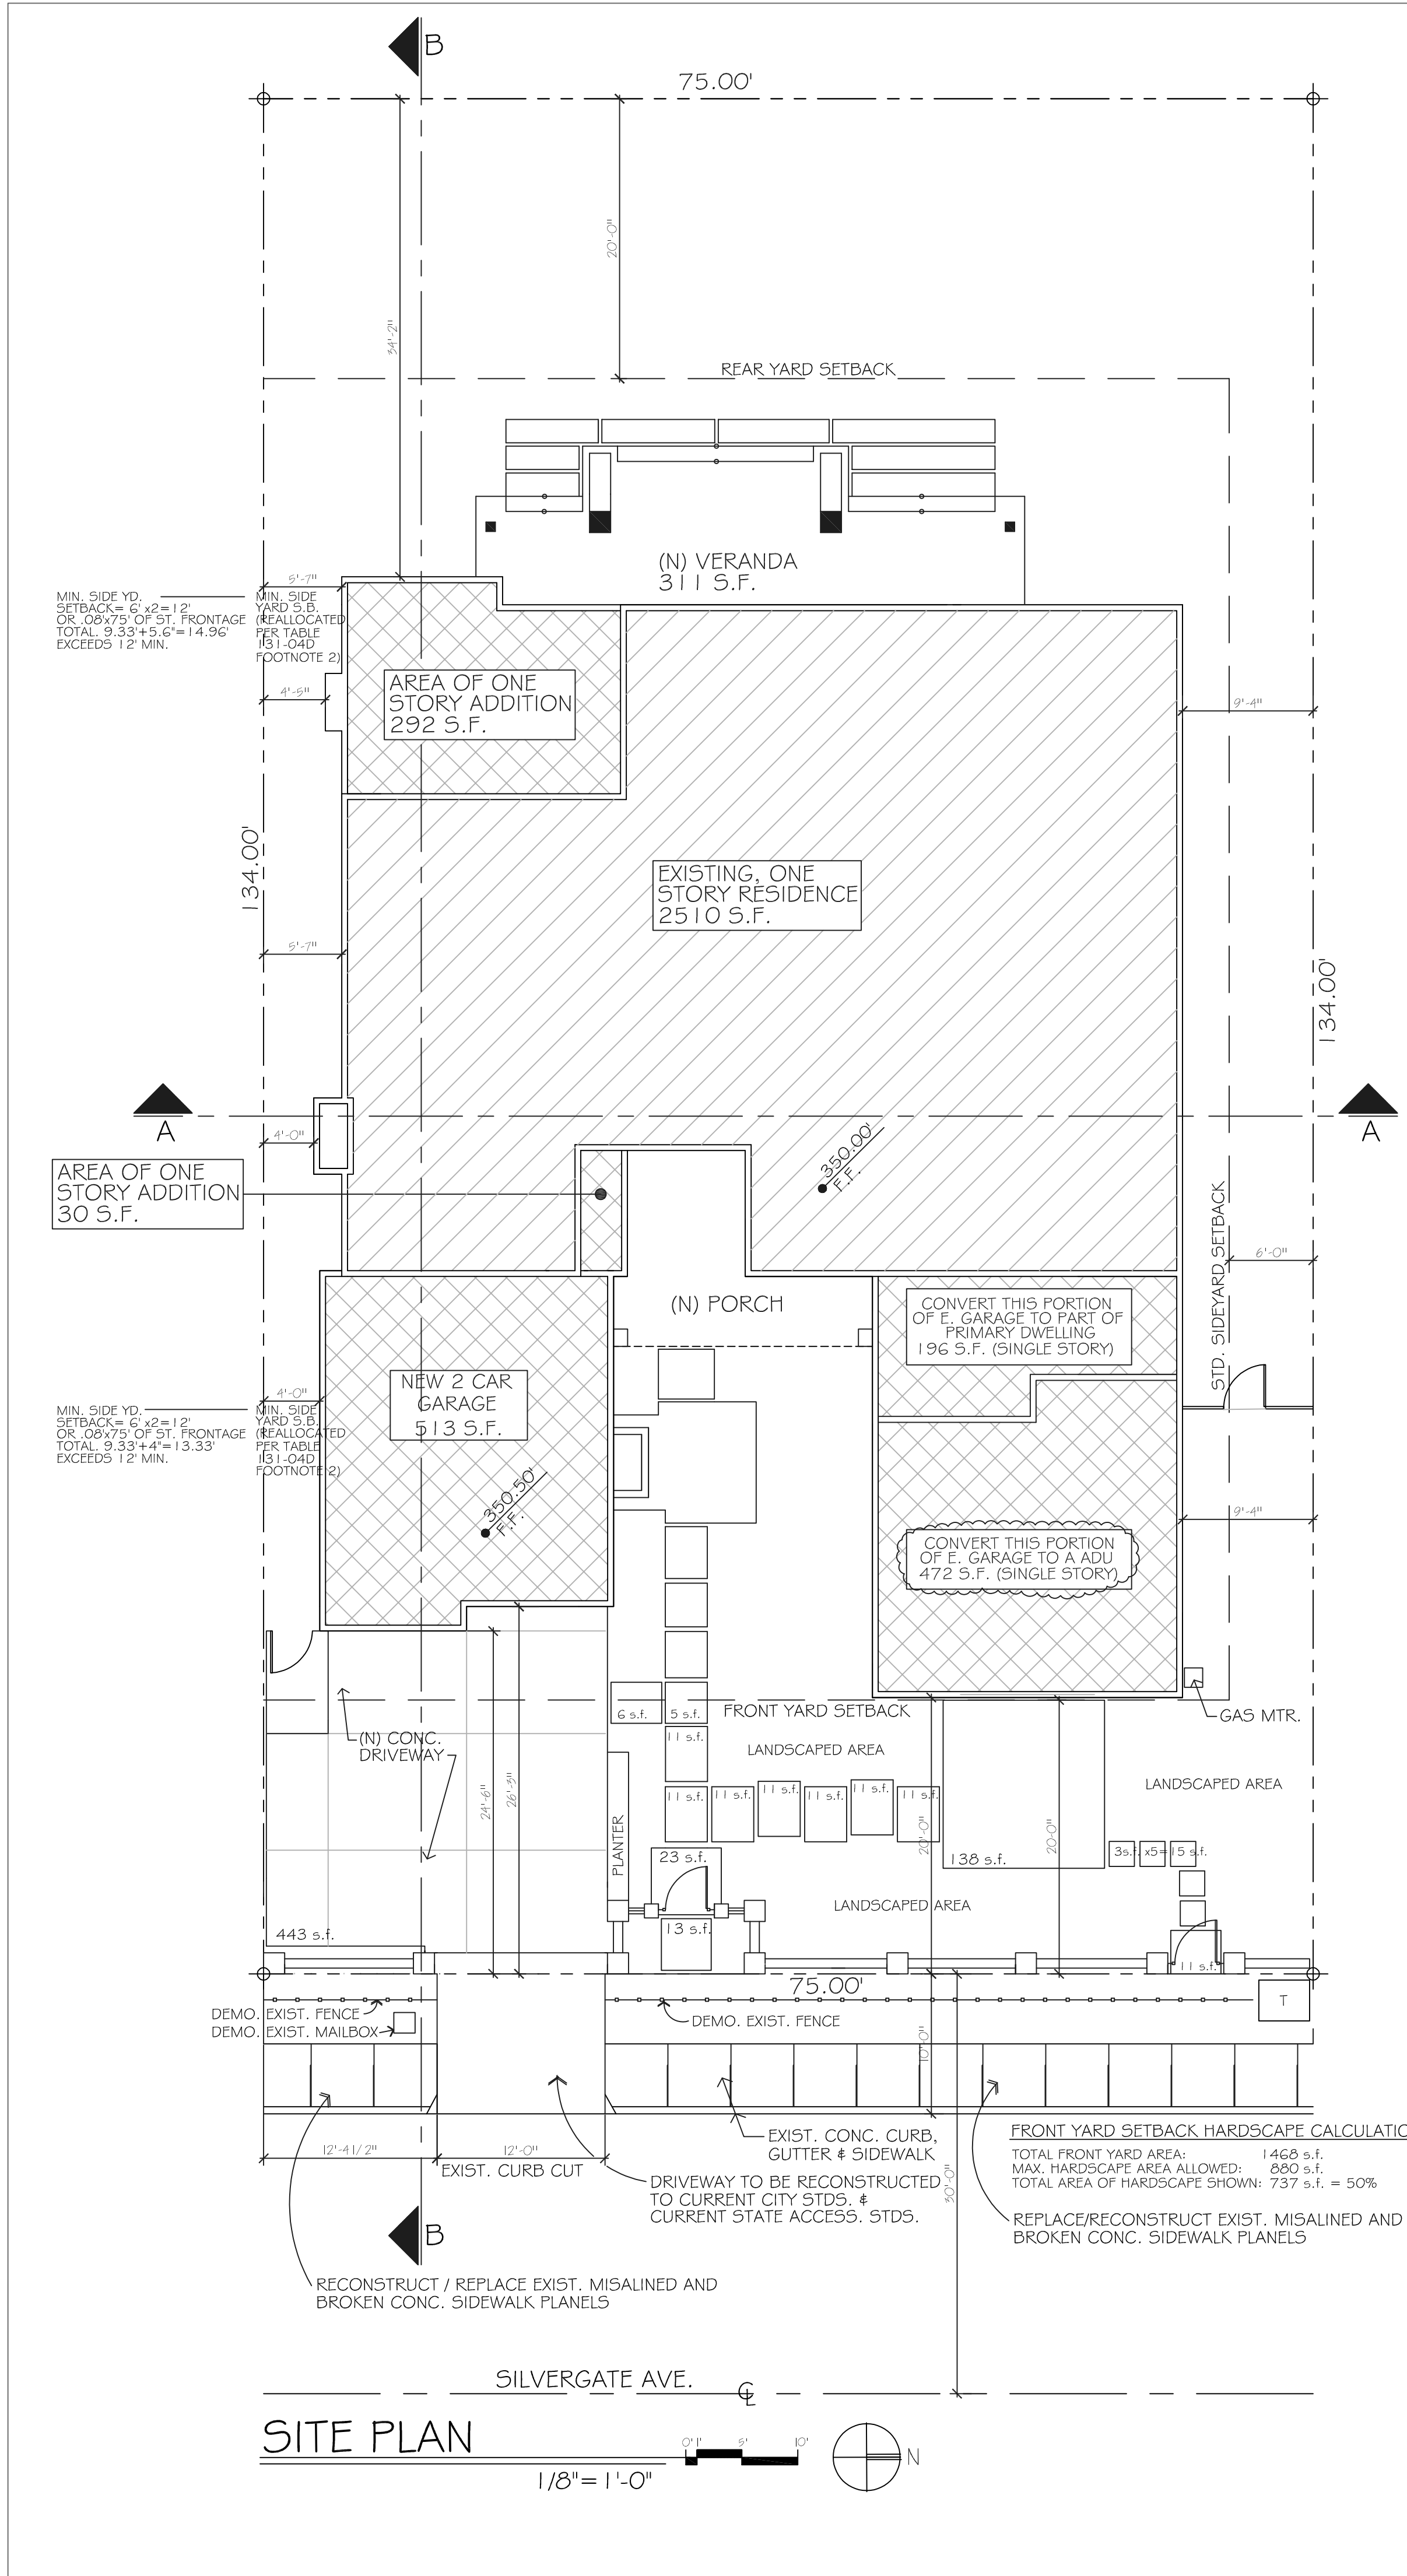 B
75.00'
20'-0"
34'-2"
REAR YARD SETBACK
(N) VERANDA
311 S.F.
5'-7"
MIN. SIDE YD.
SETBACK= 6' x2=12'
OR .08'x75' OF ST. FRONTAGE
TOTAL. 9.33'+5.6"=14.96'
EXCEEDS 12' MIN.
MIN. SIDE
YARD S.B.
(REALLOCATED
PER TABLE
131-04D
FOOTNOTE 2)
4'-5"
AREA OF ONE
STORY ADDITION
292 S.F.
9'-4"
134.00'
EXISTING, ONE
STORY RESIDENCE
2510 S.F.
5'-7"
134.00'
A
A
4'-0"
350.00'
F.F.
AREA OF ONE
STORY ADDITION
30 S.F.
STD. SIDEYARD SETBACK
6'-0"
(N) PORCH
CONVERT THIS PORTION
OF E. GARAGE TO PART OF
PRIMARY DWELLING
196 S.F. (SINGLE STORY)
NEW 2 CAR
GARAGE
513 S.F.
4'-0"
MIN. SIDE YD.
SETBACK= 6' x2=12'
OR .08'x75' OF ST. FRONTAGE
TOTAL. 9.33'+4"=13.33'
EXCEEDS 12' MIN.
MIN. SIDE
YARD S.B.
(REALLOCATED
PER TABLE
131-04D
FOOTNOTE 2)
350.50'
F.F.
9'-4"
CONVERT THIS PORTION
OF E. GARAGE TO A ADU
472 S.F. (SINGLE STORY)
6 s.f.
5 s.f.
FRONT YARD SETBACK
GAS MTR.
(N) CONC.
DRIVEWAY
11 s.f.
LANDSCAPED AREA
LANDSCAPED AREA
24'-6"
26'-3"
11 s.f.
11 s.f.
11 s.f.
11 s.f.
11 s.f.
11 s.f.
20'-0"
20-0"
PLANTER
23 s.f.
138 s.f.
3s.f. x5=15 s.f.
LANDSCAPED AREA
443 s.f.
13 s.f.
11 s.f.
75.00'
T
DEMO. EXIST. FENCE
DEMO. EXIST. MAILBOX
DEMO. EXIST. FENCE
10'-0"
12'-4 1/2"
12'-0"
EXIST. CURB CUT
EXIST. CONC. CURB,
GUTTER & SIDEWALK
FRONT YARD SETBACK HARDSCAPE CALCULATIO
TOTAL FRONT YARD AREA: 1468 s.f.
MAX. HARDSCAPE AREA ALLOWED: 880 s.f.
TOTAL AREA OF HARDSCAPE SHOWN: 737 s.f. = 50%
DRIVEWAY TO BE RECONSTRUCTED
TO CURRENT CITY STDS. &
CURRENT STATE ACCESS. STDS.
30'-0"
REPLACE/RECONSTRUCT EXIST. MISALINED AND
BROKEN CONC. SIDEWALK PLANELS
B
RECONSTRUCT / REPLACE EXIST. MISALINED AND
BROKEN CONC. SIDEWALK PLANELS
SILVERGATE AVE.
CL
SITE PLAN
0' 1' 5' 10'
N
1/8"=1'-0"